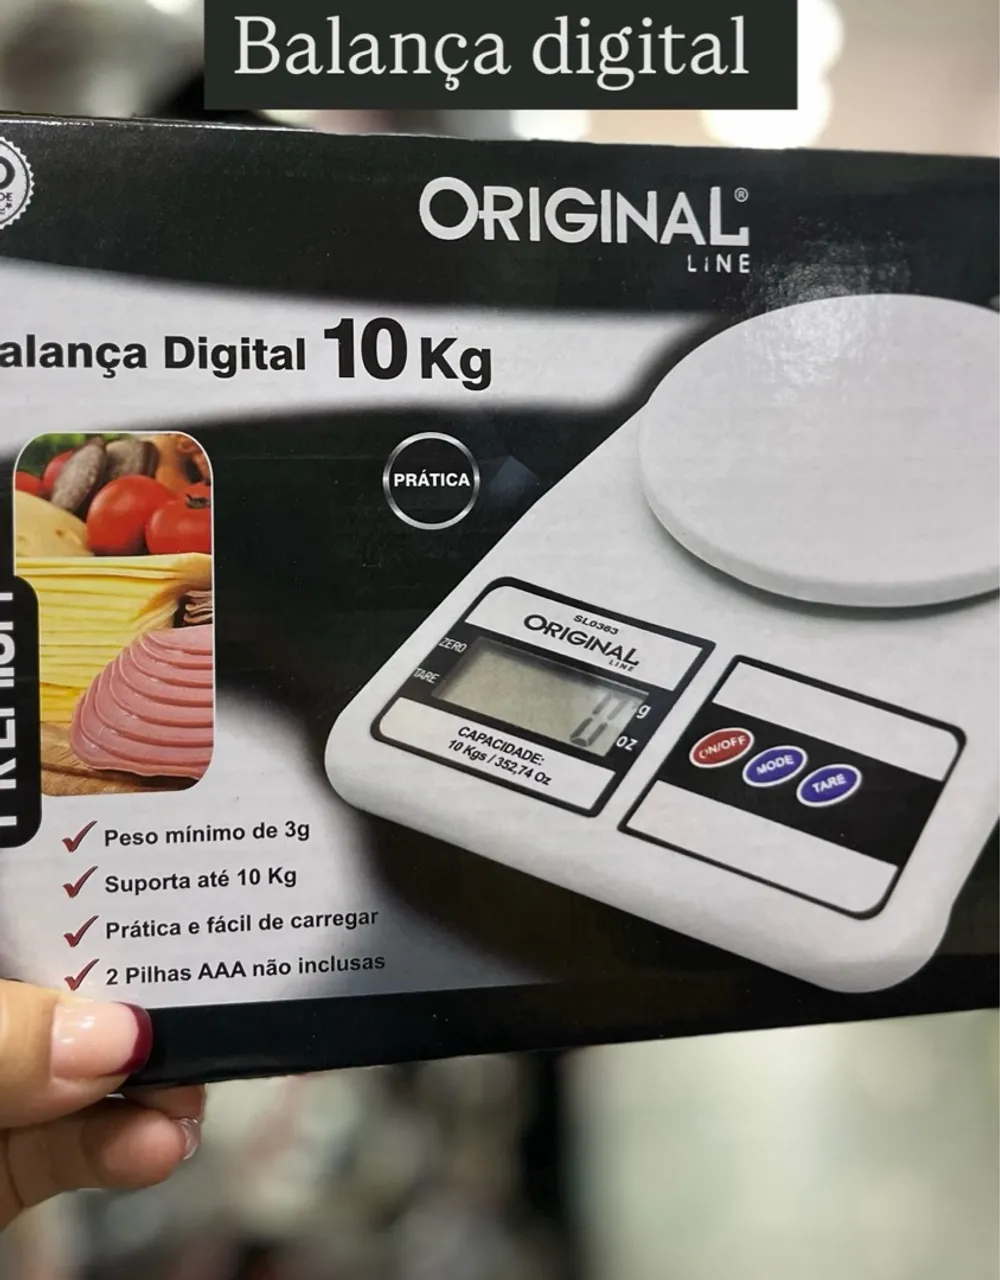 Balança digital
ORIGINAL®
LINE
alança Digital 10 Kg
PRÁTICA
SL0363
ORIGINAL
LINE
ZERO
TARE
g
oz
CAPACIDADE:
10 Kgs / 352,74 Oz
ON/OFF
MODE
TARE
Peso mínimo de 3g
Suporta até 10 Kg
Prática e fácil de carregar
2 Pilhas AAA não inclusas